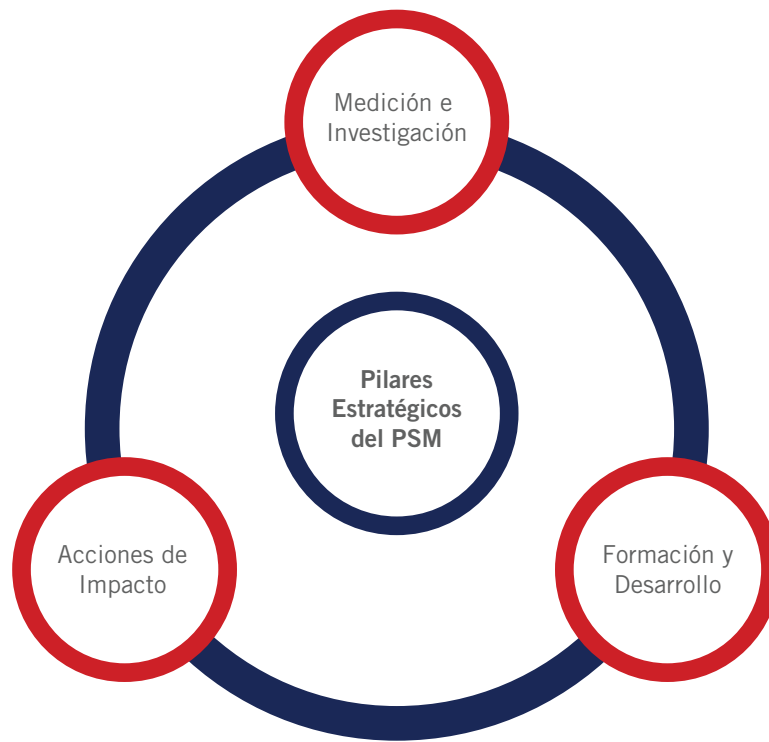 Medición e
Investigación
Pilares
Estratégicos
del PSM
Acciones de
Impacto
Formación y
Desarrollo